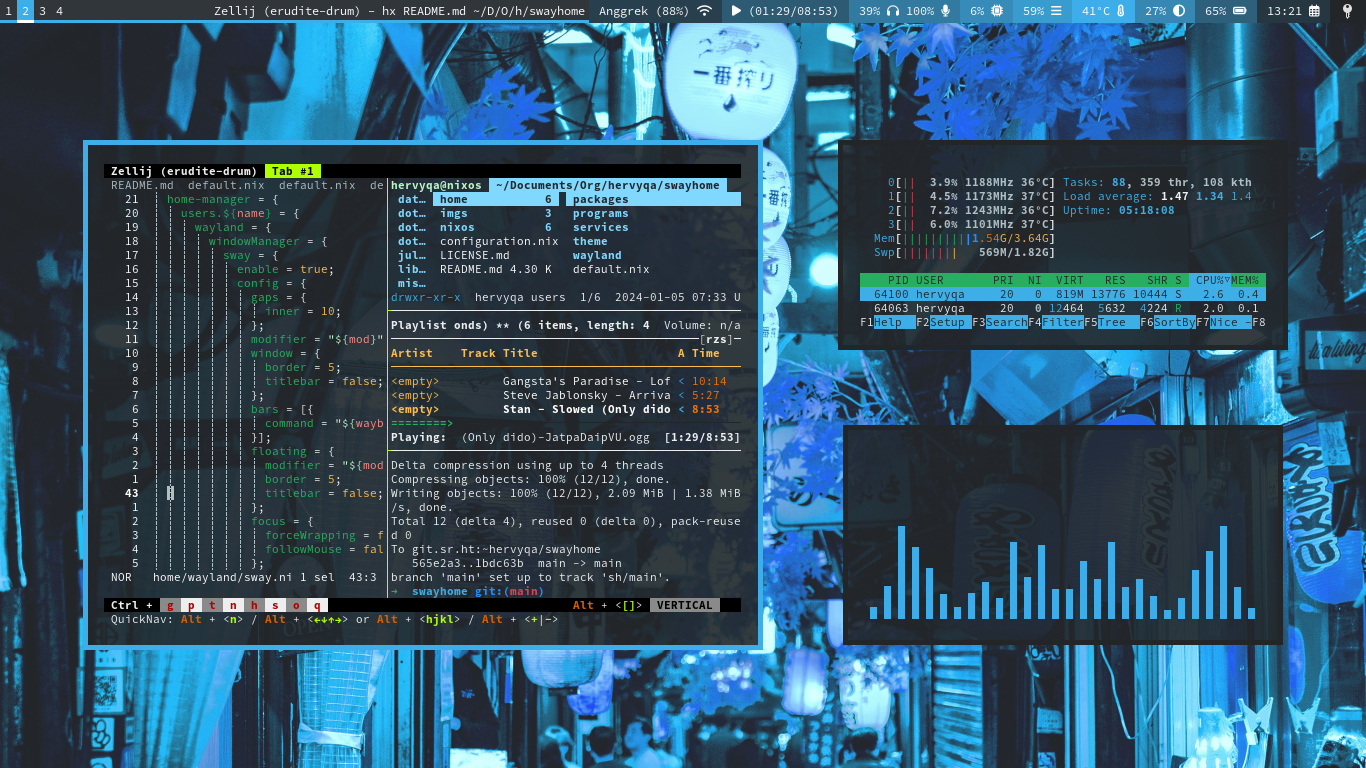 1 2 3 4 Zellij (erudite-drum) – hx README.md ~/D/O/h/swayhome Anggrek (88%) (01:29/08:53) 39% 100% 6% 59% 41°C 27% 65% 13:21
一番搾り
Zellij (erudite-drum) Tab #1
README.md default.nix default.nix de
21 home-manager = {
20 users.${name} = {
19 wayland = {
18 windowManager = {
17 sway = {
16 enable = true;
15 config = {
14 gaps = {
13 inner = 10;
12 };
11 modifier = "${mod}"
10 window = {
9 border = 5;
8 titlebar = false;
7 };
6 bars = [{
5 command = "${wayb
4 }];
3 floating = {
2 modifier = "${mod
1 border = 5;
43 titlebar = false;
1 };
2 focus = {
3 forceWrapping = f
4 followMouse = fal
5 };
NOR home/wayland/sway.ni 1 sel 43:3
hervyqa@nixos ~/Documents/Org/hervyqa/swayhome
dat… home 6 packages
dot… imgs 3 programs
dot… nixos 6 services
dot… configuration.nix theme
jul… LICENSE.md wayland
lib… README.md 4.30 K default.nix
mis…
drwxr-xr-x hervyqa users 1/6 2024-01-05 07:33 U
Playlist onds) ** (6 items, length: 4 Volume: n/a
[rzs]
Artist Track Title A Time
<empty> Gangsta's Paradise – Lof < 10:14
<empty> Steve Jablonsky – Arriva < 5:27
<empty> Stan – Slowed (Only dido < 8:53
========>
Playing: (Only dido)-JatpaDaipVU.ogg [1:29/8:53]
Delta compression using up to 4 threads
Compressing objects: 100% (12/12), done.
Writing objects: 100% (12/12), 2.09 MiB | 1.38 MiB
/s, done.
Total 12 (delta 4), reused 0 (delta 0), pack-reuse
d 0
To git.sr.ht:~hervyqa/swayhome
565e2a3..1bdc63b main -> main
branch 'main' set up to track 'sh/main'.
→ swayhome git:(main)
Ctrl + g p t n h s o q Alt + <[]> VERTICAL
QuickNav: Alt + <n> / Alt + <←↓↑→> or Alt + <hjkl> / Alt + <+|->
0[|| 3.9% 1188MHz 36°C] Tasks: 88, 359 thr, 108 kth
1[|| 4.5% 1173MHz 37°C] Load average: 1.47 1.34 1.4
2[|| 7.2% 1243MHz 36°C] Uptime: 05:18:08
3[|| 6.0% 1101MHz 37°C]
Mem[||||||||||1.54G/3.64G]
Swp[|||||||| 569M/1.82G]
PID USER PRI NI VIRT RES SHR S CPU%▽MEM%
64100 hervyqa 20 0 819M 13776 10444 S 2.6 0.4
64063 hervyqa 20 0 12464 5632 4224 R 2.0 0.1
F1Help F2Setup F3SearchF4FilterF5Tree F6SortByF7Nice -F8